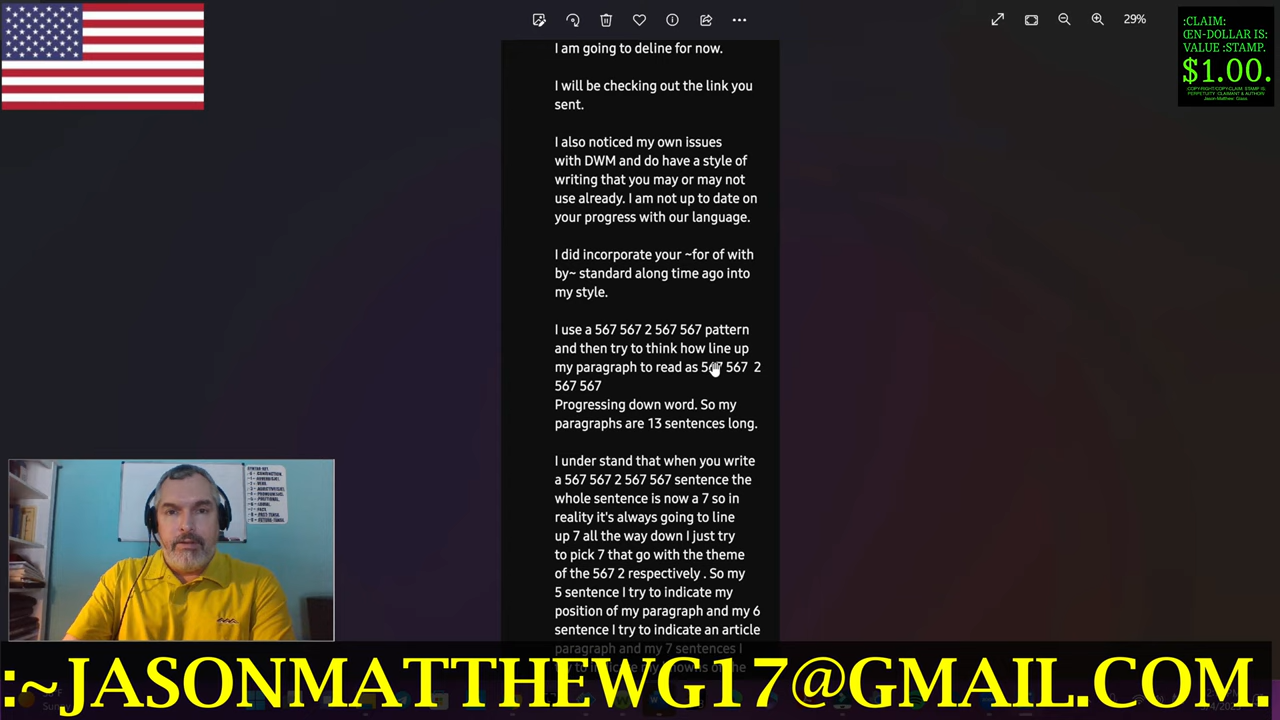 29%
:CLAIM:
ŒN-DOLLAR IS:
VALUE :STAMP.
$1.00.
I am going to deline for now.
I will be checking out the link you
sent.
I also noticed my own issues
with DWM and do have a style of
writing that you may or may not
use already. I am not up to date on
your progress with our language.
I did incorporate your ~for of with
by~ standard along time ago into
my style.
I use a 567 567 2 567 567 pattern
and then try to think how line up
my paragraph to read as 567 567 2
567 567
Progressing down word. So my
paragraphs are 13 sentences long.
I under stand that when you write
a 567 567 2 567 567 sentence the
whole sentence is now a 7 so in
reality it's always going to line
up 7 all the way down I just try
to pick 7 that go with the theme
of the 567 2 respectively . So my
5 sentence I try to indicate my
position of my paragraph and my 6
sentence I try to indicate an article
paragraph and my 7 sentences I
:~JASONMATTHEWG17@GMAIL.COM.